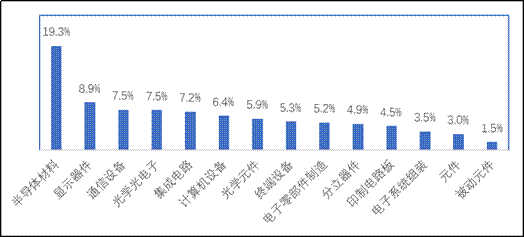 19.3%
8.9%
7.5%
7.5%
7.2%
6.4%
5.9%
5.3%
5.2%
4.9%
4.5%
3.5%
3.0%
1.5%
半导体材料
显示器件
通信设备
光学光电子
集成电路
计算机设备
光学元件
终端设备
电子零部件制造
分立器件
印制电路板
电子系统组装
元件
被动元件